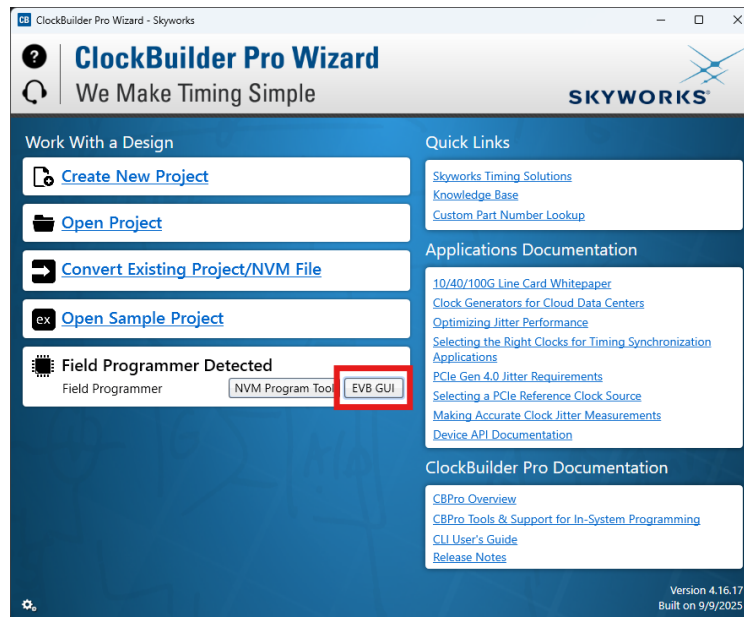 CB ClockBuilder Pro Wizard - Skyworks
ClockBuilder Pro Wizard
We Make Timing Simple
SKYWORKS®
Work With a Design
Create New Project
Open Project
Convert Existing Project/NVM File
ex Open Sample Project
Field Programmer Detected
Field Programmer NVM Program Tool EVB GUI
Quick Links
Skyworks Timing Solutions
Knowledge Base
Custom Part Number Lookup
Applications Documentation
10/40/100G Line Card Whitepaper
Clock Generators for Cloud Data Centers
Optimizing Jitter Performance
Selecting the Right Clocks for Timing Synchronization
Applications
PCIe Gen 4.0 Jitter Requirements
Selecting a PCIe Reference Clock Source
Making Accurate Clock Jitter Measurements
Device API Documentation
ClockBuilder Pro Documentation
CBPro Overview
CBPro Tools & Support for In-System Programming
CLI User's Guide
Release Notes
Version 4.16.17
Built on 9/9/2025